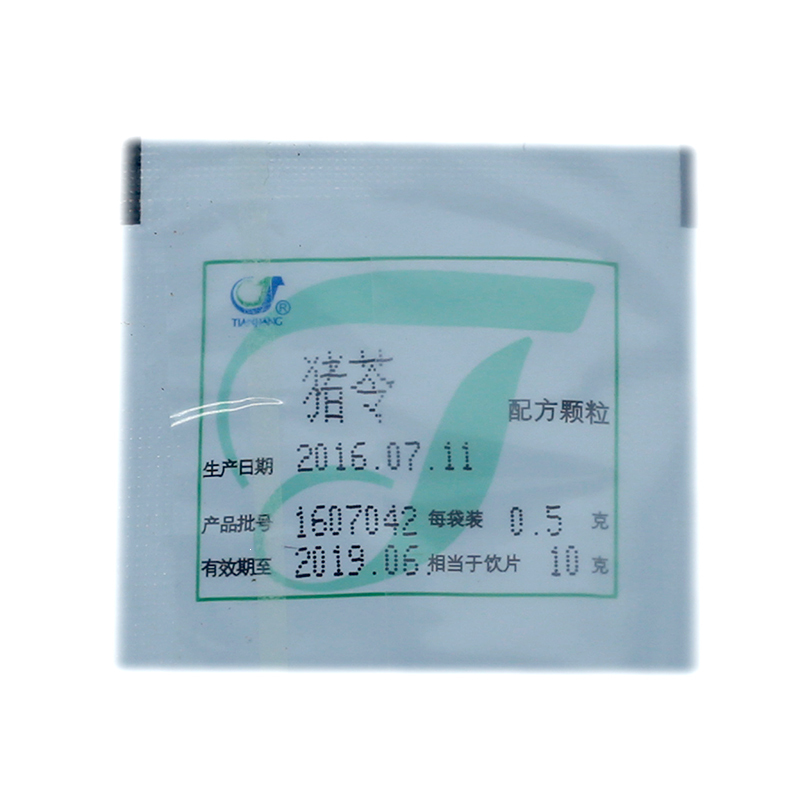 TIANJIANG®
猪苓
配方颗粒
生产日期 2016.07.11
产品批号 1607042 每袋装 0.5 克
有效期至 2019.06. 相当于饮片 10 克